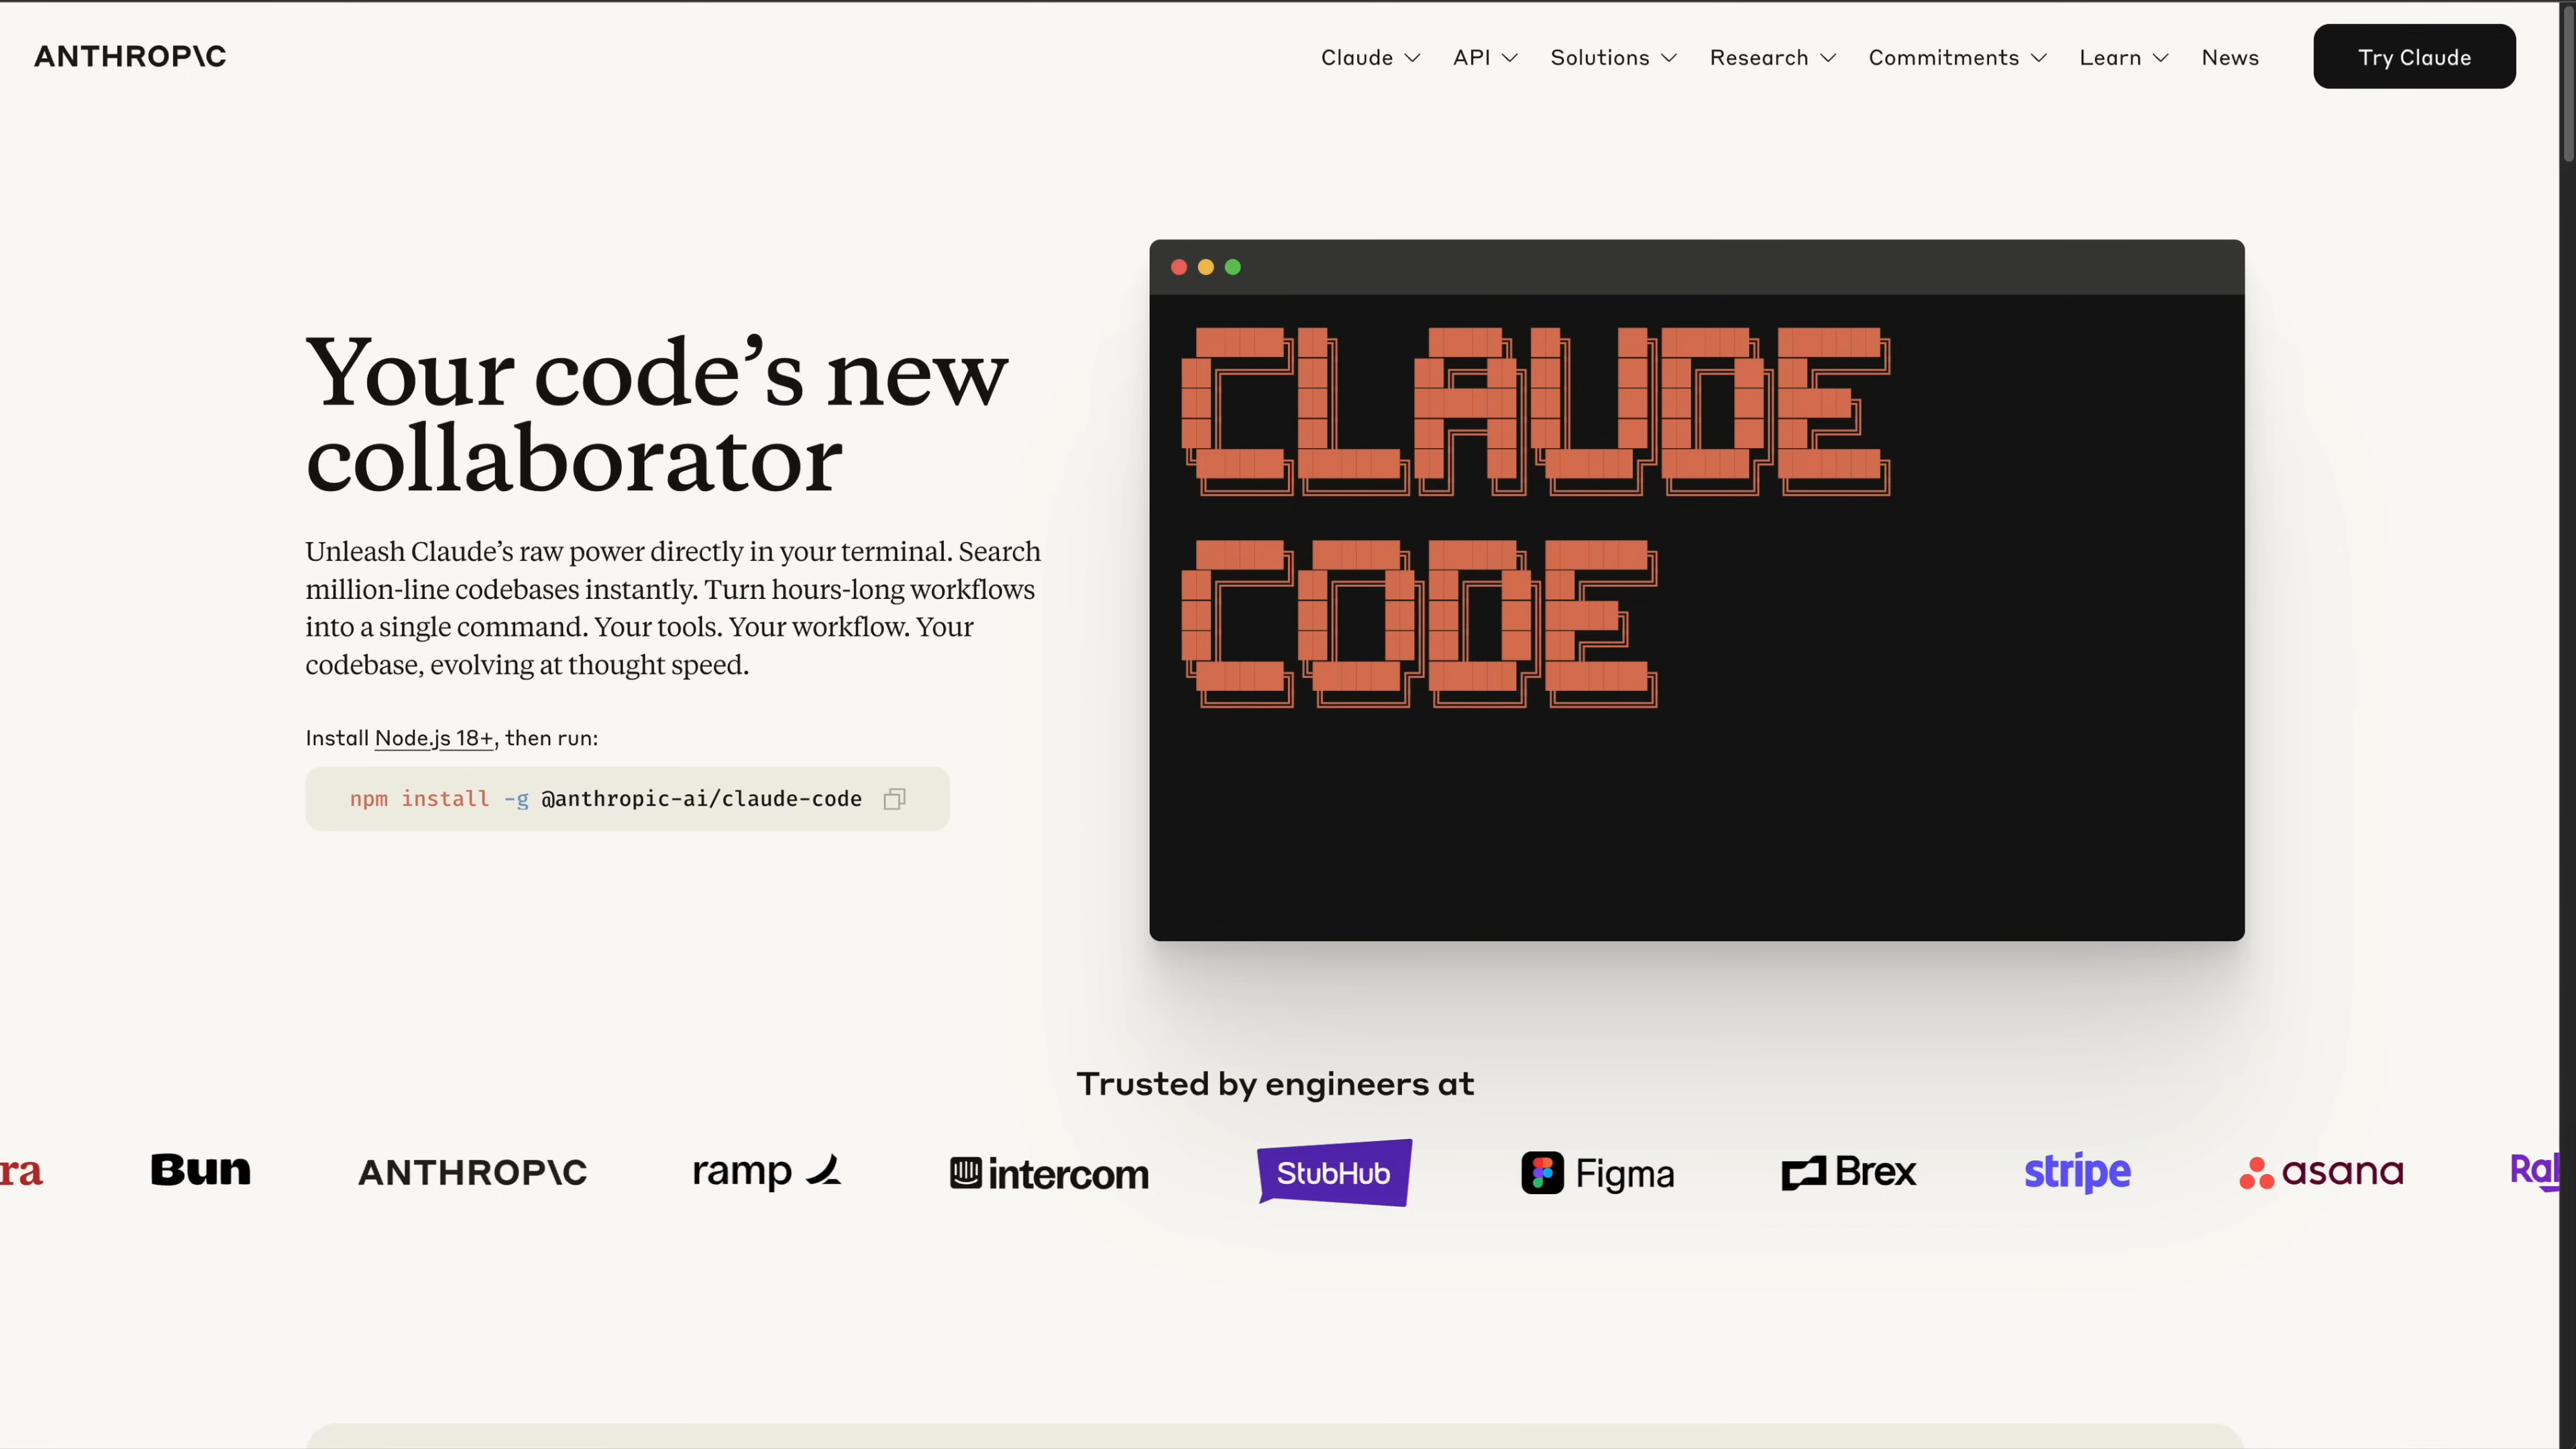 ANTHROP\C
Claude API Solutions Research Commitments Learn News Try Claude
Your code’s new
collaborator
Unleash Claude’s raw power directly in your terminal. Search
million-line codebases instantly. Turn hours-long workflows
into a single command. Your tools. Your workflow. Your
codebase, evolving at thought speed.
Install Node.js 18+, then run:
npm install -g @anthropic-ai/claude-code
CLAUDE
CODE
Trusted by engineers at
Bun ANTHROP\C ramp intercom StubHub Figma Brex stripe asana